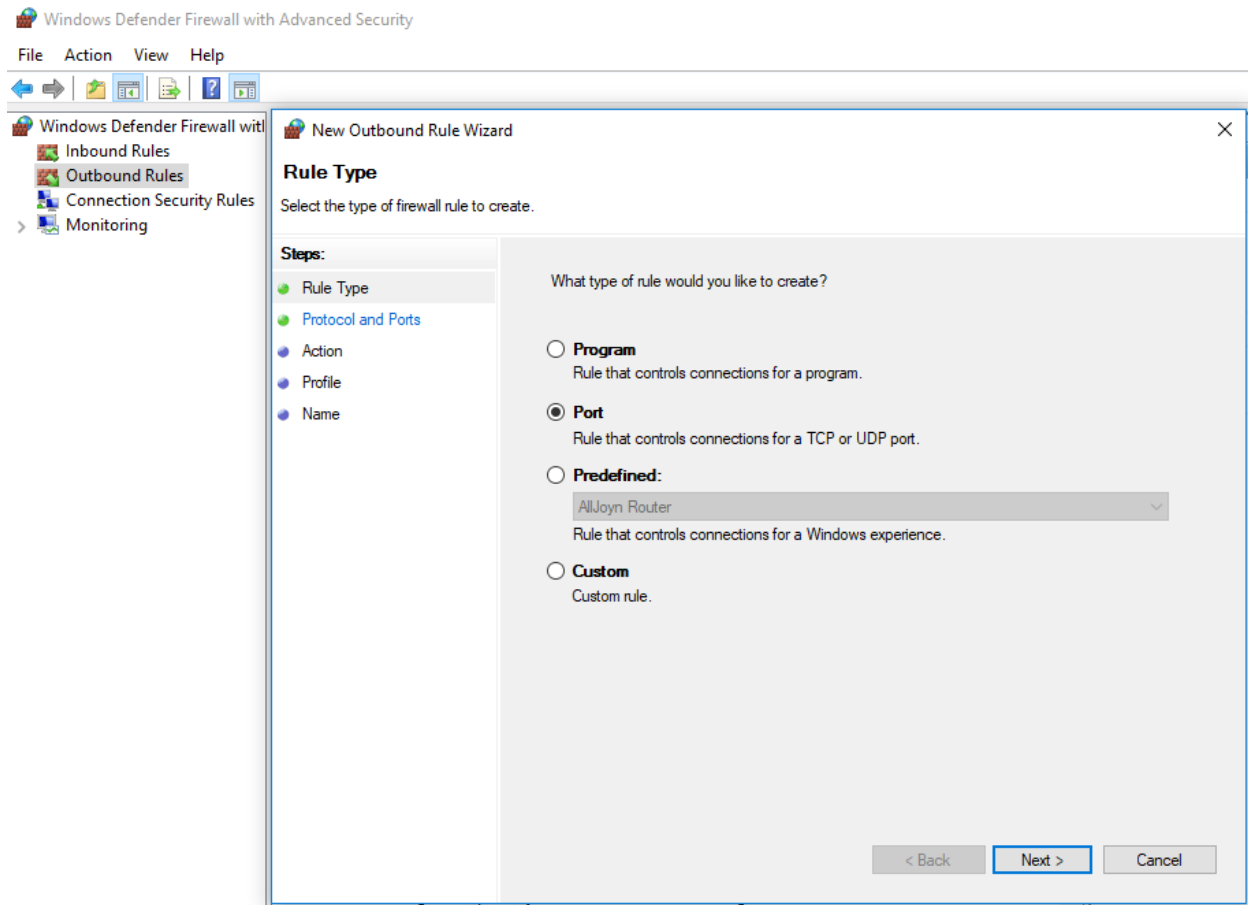 Windows Defender Firewall with Advanced Security
File Action View Help
Windows Defender Firewall with
Inbound Rules
Outbound Rules
Connection Security Rules
Monitoring
New Outbound Rule Wizard
Rule Type
Select the type of firewall rule to create.
Steps:
Rule Type
Protocol and Ports
Action
Profile
Name
What type of rule would you like to create?
Program
Rule that controls connections for a program.
Port
Rule that controls connections for a TCP or UDP port.
Predefined:
AllJoyn Router
Rule that controls connections for a Windows experience.
Custom
Custom rule.
< Back Next > Cancel